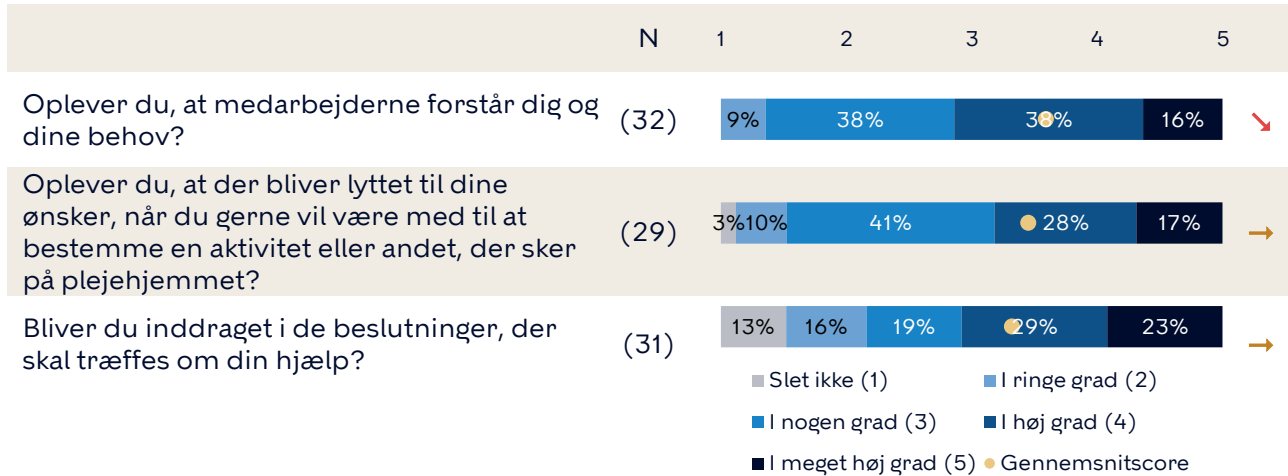 N 1 2 3 4 5
Oplever du, at medarbejderne forstår dig og
dine behov?
(32)
9% 38% 38% 16%
Oplever du, at der bliver lyttet til dine
ønsker, når du gerne vil være med til at
bestemme en aktivitet eller andet, der sker
på plejehjemmet?
(29)
3% 10% 41% 28% 17%
Bliver du inddraget i de beslutninger, der
skal træffes om din hjælp?
(31)
13% 16% 19% 29% 23%
Slet ikke (1) I ringe grad (2)
I nogen grad (3) I høj grad (4)
I meget høj grad (5) Gennemsnitscore